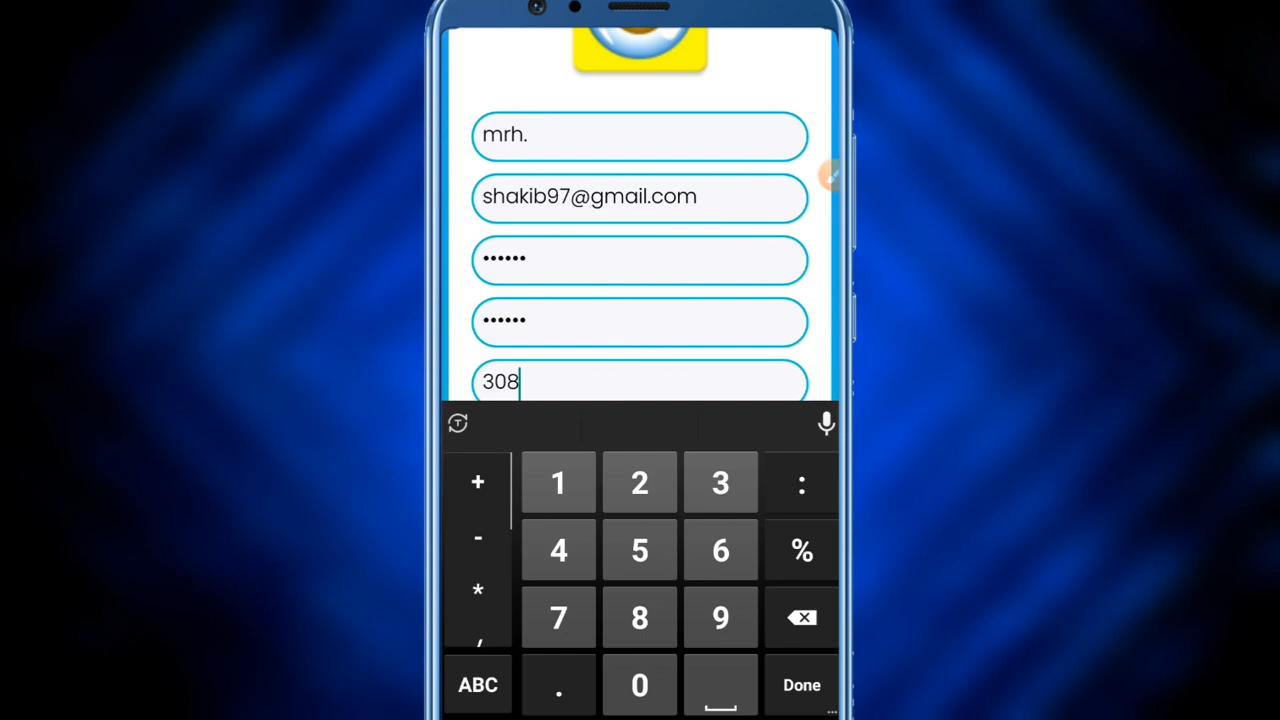 mrh.
shakib97@gmail.com
••••••
••••••
308
+ 1 2 3 :
- 4 5 6 %
* 7 8 9
/
ABC . 0 Done